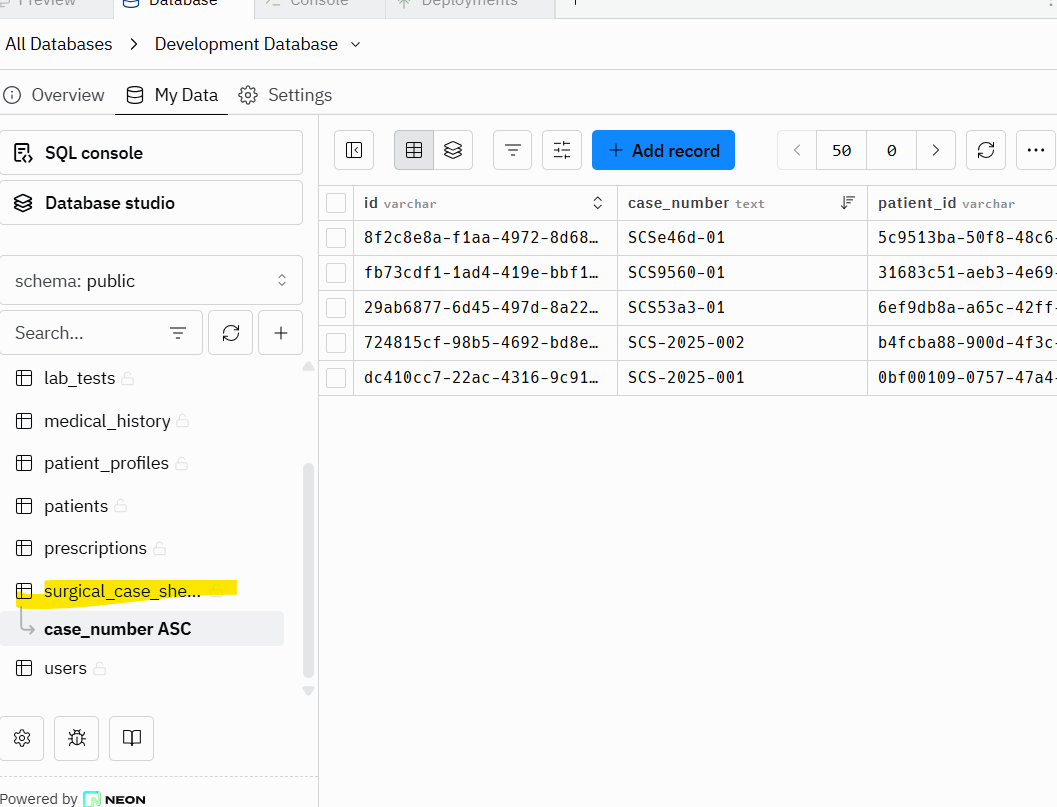 Preview Database Console Deployments
All Databases > Development Database
Overview My Data Settings
SQL console
Database studio
schema: public
Search...
lab_tests
medical_history
patient_profiles
patients
prescriptions
surgical_case_she...
case_number ASC
users
Powered by NEON
50 0
Add record
id varchar case_number text patient_id varchar
8f2c8e8a-f1aa-4972-8d68… SCSe46d-01 5c9513ba-50f8-48c6-
fb73cdf1-1ad4-419e-bbf1… SCS9560-01 31683c51-aeb3-4e69-
29ab6877-6d45-497d-8a22… SCS53a3-01 6ef9db8a-a65c-42ff-
724815cf-98b5-4692-bd8e… SCS-2025-002 b4fcba88-900d-4f3c-
dc410cc7-22ac-4316-9c91… SCS-2025-001 0bf00109-0757-47a4-